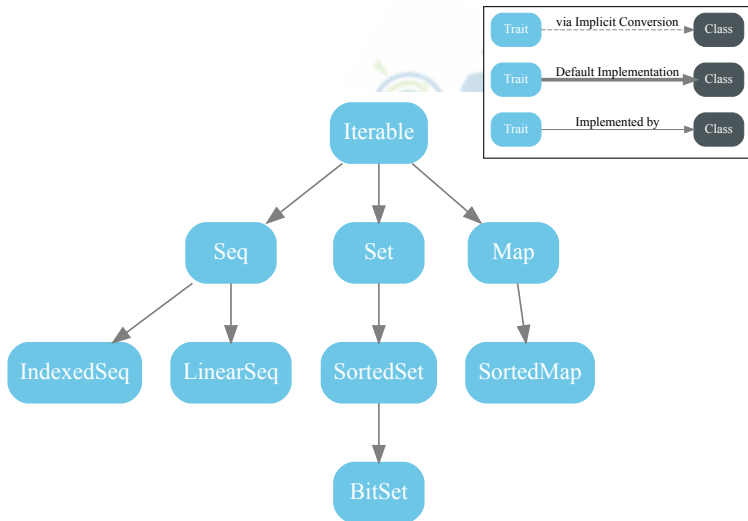 Trait via Implicit Conversion Class
Trait Default Implementation Class
Trait Implemented by Class
Iterable
Seq Set Map
IndexedSeq LinearSeq SortedSet SortedMap
BitSet